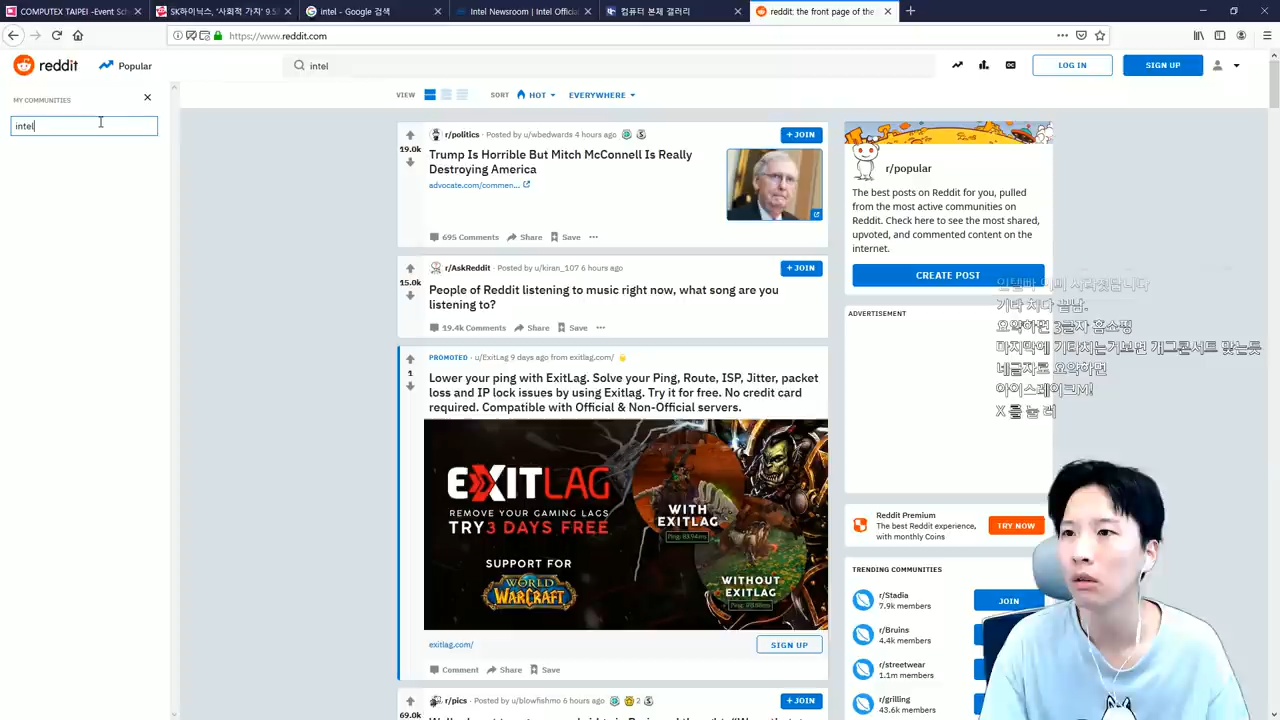 COMPUTEX TAIPEI - Event Sch
SK하이닉스, '사회적 가치' 9.5조
intel - Google 검색
Intel Newsroom | Intel Official
컴퓨터 본체 갤러리
reddit: the front page of the
https://www.reddit.com
reddit
Popular
intel
LOG IN
SIGN UP
MY COMMUNITIES
intel
VIEW
SORT
HOT
EVERYWHERE
r/politics · Posted by u/wbedwards 4 hours ago
+ JOIN
19.0k
Trump Is Horrible But Mitch McConnell Is Really
Destroying America
advocate.com/commen...
695 Comments
Share
Save
r/AskReddit · Posted by u/kiran_107 6 hours ago
+ JOIN
15.0k
People of Reddit listening to music right now, what song are you
listening to?
19.4k Comments
Share
Save
PROMOTED · u/ExitLag 9 days ago from exitlag.com/
1
Lower your ping with ExitLag. Solve your Ping, Route, ISP, Jitter, packet
loss and IP lock issues by using Exitlag. Try it for free. No credit card
required. Compatible with Official & Non-Official servers.
EXITLAG
REMOVE YOUR GAMING LAGS
TRY 3 DAYS FREE
SUPPORT FOR
WORLD WARCRAFT
WITH
EXITLAG
WITHOUT
EXITLAG
exitlag.com/
SIGN UP
Comment
Share
Save
r/pics · Posted by u/blowfishmo 6 hours ago
2
+ JOIN
69.0k
r/popular
The best posts on Reddit for you, pulled
from the most active communities on
Reddit. Check here to see the most shared,
upvoted, and commented content on the
internet.
CREATE POST
ADVERTISEMENT
기타 치다 끝남.
요약하면 3글자 홈쇼핑
마지막에 기타치는거보면 개그콘서트 맞는듯
네글자로 요약하면
아이스레이크M!
X 를 눌 러
Reddit Premium
The best Reddit experience,
with monthly Coins
TRY NOW
TRENDING COMMUNITIES
r/Stadia
7.9k members
JOIN
r/Bruins
4.4k members
r/streetwear
1.1m members
r/grilling
43.6k members